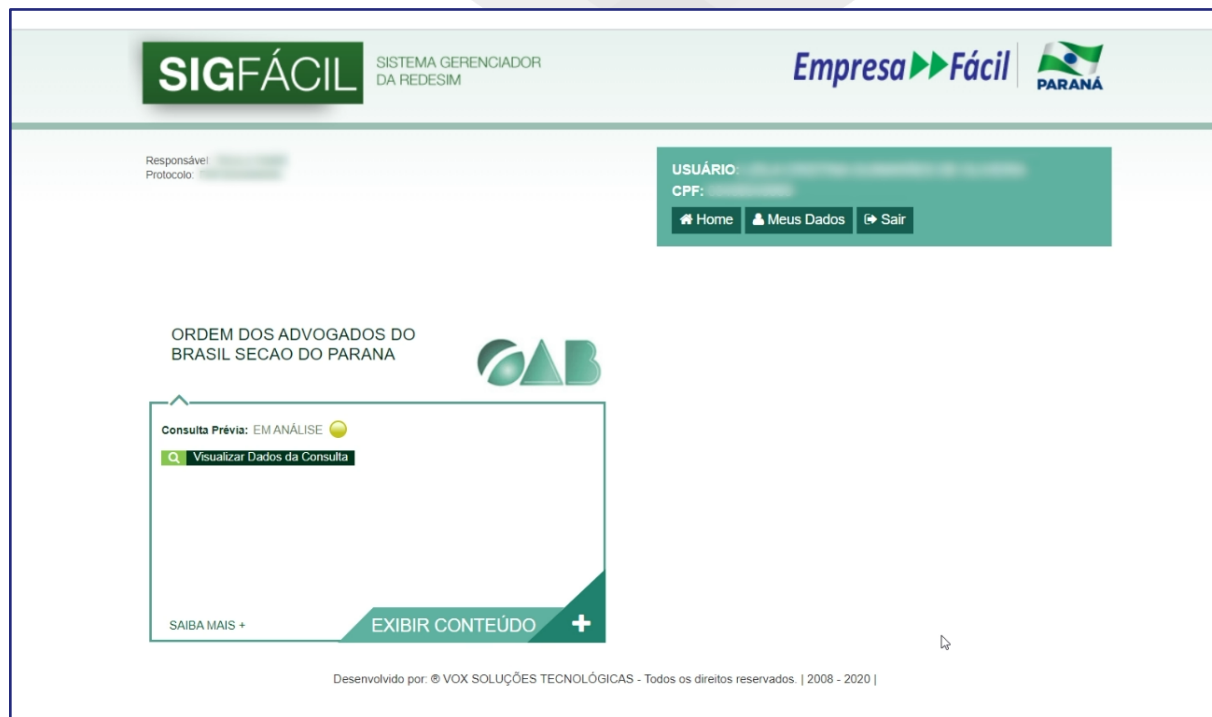 SIGFÁCIL
SISTEMA GERENCIADOR
DA REDESIM
Empresa Fácil
PARANÁ
Responsável
Protocolo:
USUÁRIO:
CPF:
Home
Meus Dados
Sair
ORDEM DOS ADVOGADOS DO
BRASIL SECAO DO PARANA
OAB
Consulta Prévia: EM ANÁLISE
Visualizar Dados da Consulta
SAIBA MAIS +
EXIBIR CONTEÚDO +
Desenvolvido por: ® VOX SOLUÇÕES TECNOLÓGICAS - Todos os direitos reservados. | 2008 - 2020 |